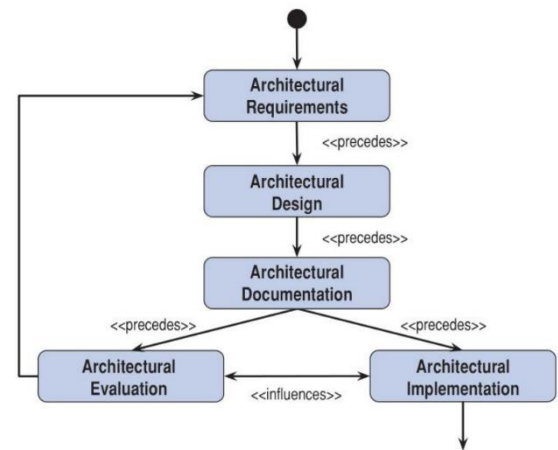 Architectural
Requirements
<<precedes>>
Architectural
Design
<<precedes>>
Architectural
Documentation
<<precedes>>
<<precedes>>
Architectural
Evaluation
<<influences>>
Architectural
Implementation